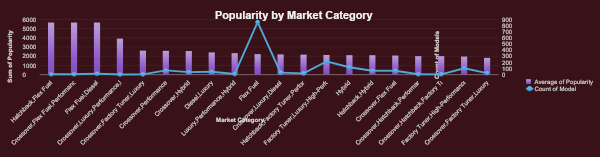 Popularity by Market Category
6000
5000
4000
3000
2000
1000
0
Sum of Popularity
900
800
700
600
500
400
300
200
100
0
Count of Models
Hatchback,Flex Fuel
Crossover,Flex Fuel,Performanc
Flex Fuel,Diesel
Crossover,Luxury,Performance,
Crossover,Factory Tuner,Luxury
Crossover,Performance
Crossover,Hybrid
Diesel,Luxury
Luxury,Performance,Hybrid
Flex Fuel
Crossover,Luxury,Diesel
Hatchback,Factory Tuner,Perfor
Factory Tuner,Luxury,High-Perf
Hybrid
Hatchback,Hybrid
Crossover,Flex Fuel
Crossover,Hatchback,Performar
Crossover,Hatchback,Factory T
Factory Tuner,High-Performance
Crossover,Factory Tuner,Luxury
Market Category
Average of Popularity
Count of Model